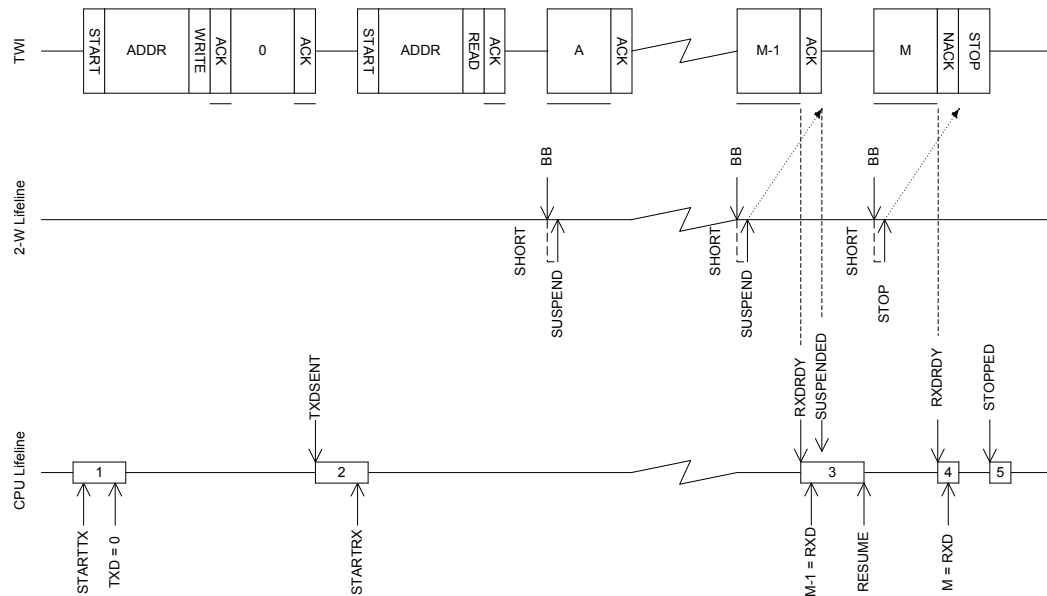 TWI
START
ADDR
WRITE
ACK
0
ACK
START
ADDR
READ
ACK
A
ACK
M-1
ACK
M
NACK
STOP
2-W Lifeline
BB
SHORT
SUSPEND
BB
SHORT
SUSPEND
BB
SHORT
STOP
CPU Lifeline
TXDSENT
RXDRDY
SUSPENDED
RXDRDY
STOPPED
1
2
3
4
5
STARTTX
TXD = 0
STARTRX
M-1 = RXD
RESUME
M = RXD